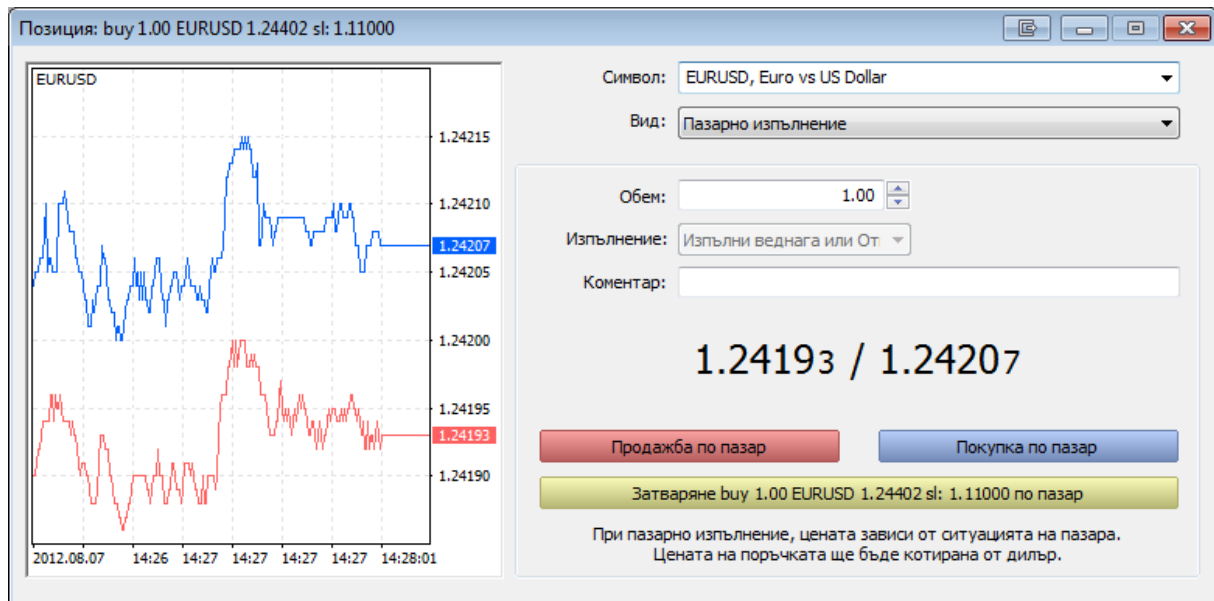 Позиция: buy 1.00 EURUSD 1.24402 sl: 1.11000
EURUSD
1.24215
1.24210
1.24207
1.24205
1.24200
1.24195
1.24193
1.24190
2012.08.07 14:26 14:27 14:27 14:27 14:27 14:28:01
Символ: EURUSD, Euro vs US Dollar
Вид: Пазарно изпълнение
Обем: 1.00
Изпълнение: Изпълни веднага или От
Коментар:
1.24193 / 1.24207
Продажба по пазар Покупка по пазар
Затваряне buy 1.00 EURUSD 1.24402 sl: 1.11000 по пазар
При пазарно изпълнение, цената зависи от ситуацията на пазара.
Цената на поръчката ще бъде котирана от дилър.